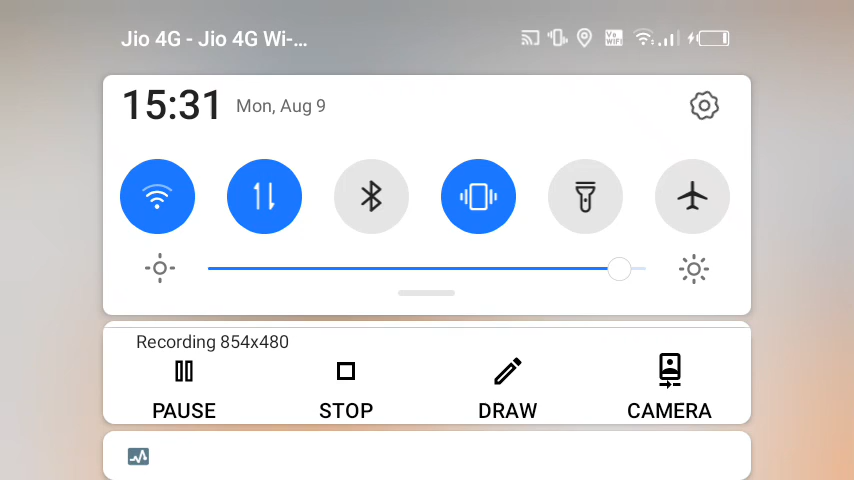 Jio 4G - Jio 4G Wi-...
Vo
WiFi
15:31 Mon, Aug 9
Recording 854x480
PAUSE STOP DRAW CAMERA